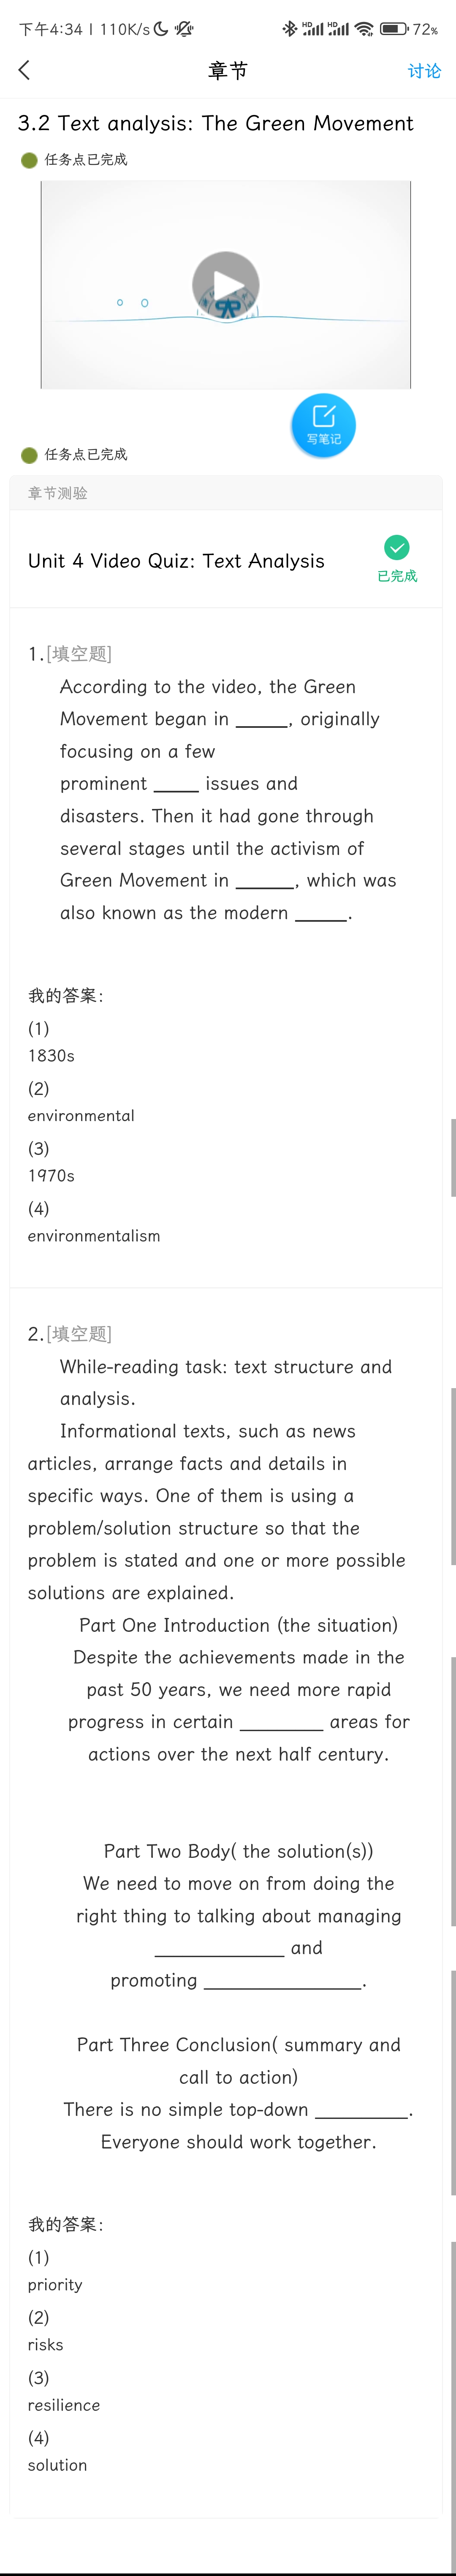 下午4:34 | 110K/s
HD HD 72%
章节
讨论
3.2 Text analysis: The Green Movement
任务点已完成
写笔记
任务点已完成
章节测验
Unit 4 Video Quiz: Text Analysis
已完成
1.[填空题]
According to the video, the Green
Movement began in _____, originally
focusing on a few
prominent _____ issues and
disasters. Then it had gone through
several stages until the activism of
Green Movement in ______, which was
also known as the modern _____.
我的答案:
(1)
1830s
(2)
environmental
(3)
1970s
(4)
environmentalism
2.[填空题]
While-reading task: text structure and
analysis.
Informational texts, such as news
articles, arrange facts and details in
specific ways. One of them is using a
problem/solution structure so that the
problem is stated and one or more possible
solutions are explained.
Part One Introduction (the situation)
Despite the achievements made in the
past 50 years, we need more rapid
progress in certain ________ areas for
actions over the next half century.
Part Two Body( the solution(s))
We need to move on from doing the
right thing to talking about managing
_____________ and
promoting ________________.
Part Three Conclusion( summary and
call to action)
There is no simple top-down _________.
Everyone should work together.
我的答案:
(1)
priority
(2)
risks
(3)
resilience
(4)
solution